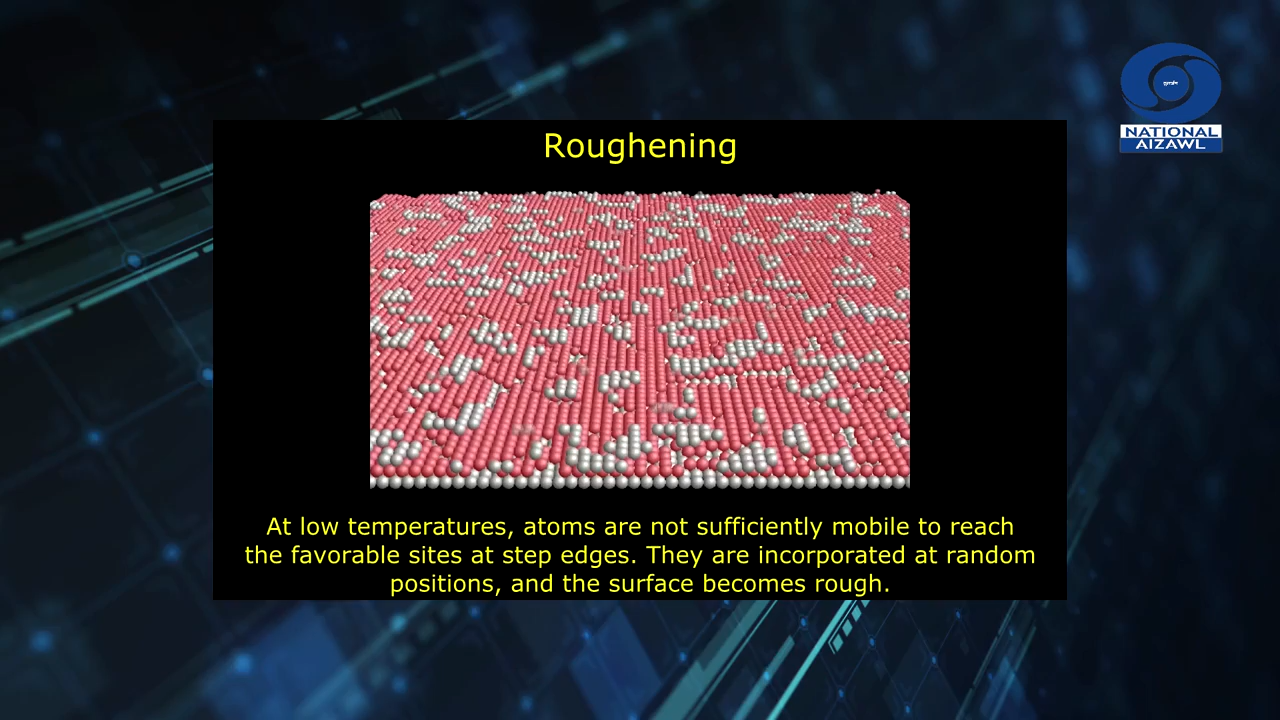 NATIONAL
AIZAWL
Roughening
At low temperatures, atoms are not sufficiently mobile to reach
the favorable sites at step edges. They are incorporated at random
positions, and the surface becomes rough.